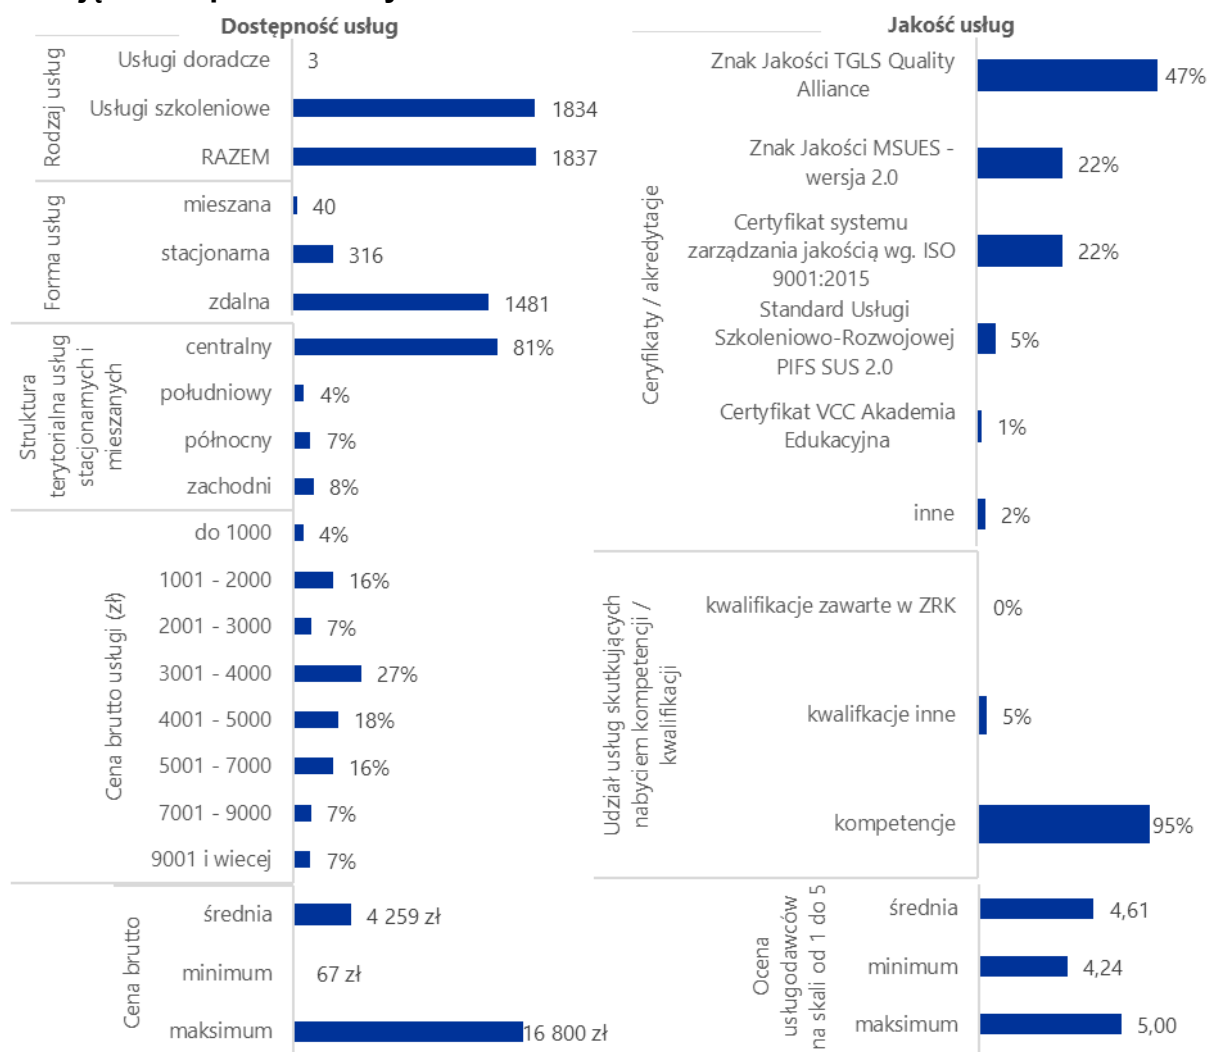 Dostępność usług
Rodzaj usług
Usługi doradcze 3
Usługi szkoleniowe 1834
RAZEM 1837
Forma usług
mieszana 40
stacjonarna 316
zdalna 1481
Struktura
terytorialna usług
stacjonarnych i
mieszanych
centralny 81%
południowy 4%
północny 7%
zachodni 8%
Cena brutto usługi (zł)
do 1000 4%
1001 - 2000 16%
2001 - 3000 7%
3001 - 4000 27%
4001 - 5000 18%
5001 - 7000 16%
7001 - 9000 7%
9001 i wiecej 7%
Cena brutto
średnia 4 259 zł
minimum 67 zł
maksimum 16 800 zł
Jakość usług
Ceryfikaty / akredytacje
Znak Jakości TGLS Quality
Alliance 47%
Znak Jakości MSUES -
wersja 2.0 22%
Certyfikat systemu
zarządzania jakością wg. ISO
9001:2015 22%
Standard Usługi
Szkoleniowo-Rozwojowej
PIFS SUS 2.0 5%
Certyfikat VCC Akademia
Edukacyjna 1%
inne 2%
Udział usług skutkujących
nabyciem kompetencji /
kwalifikacji
kwalifikacje zawarte w ZRK 0%
kwalifkacje inne 5%
kompetencje 95%
Ocena
usługodawców
na skali od 1 do 5
średnia 4,61
minimum 4,24
maksimum 5,00